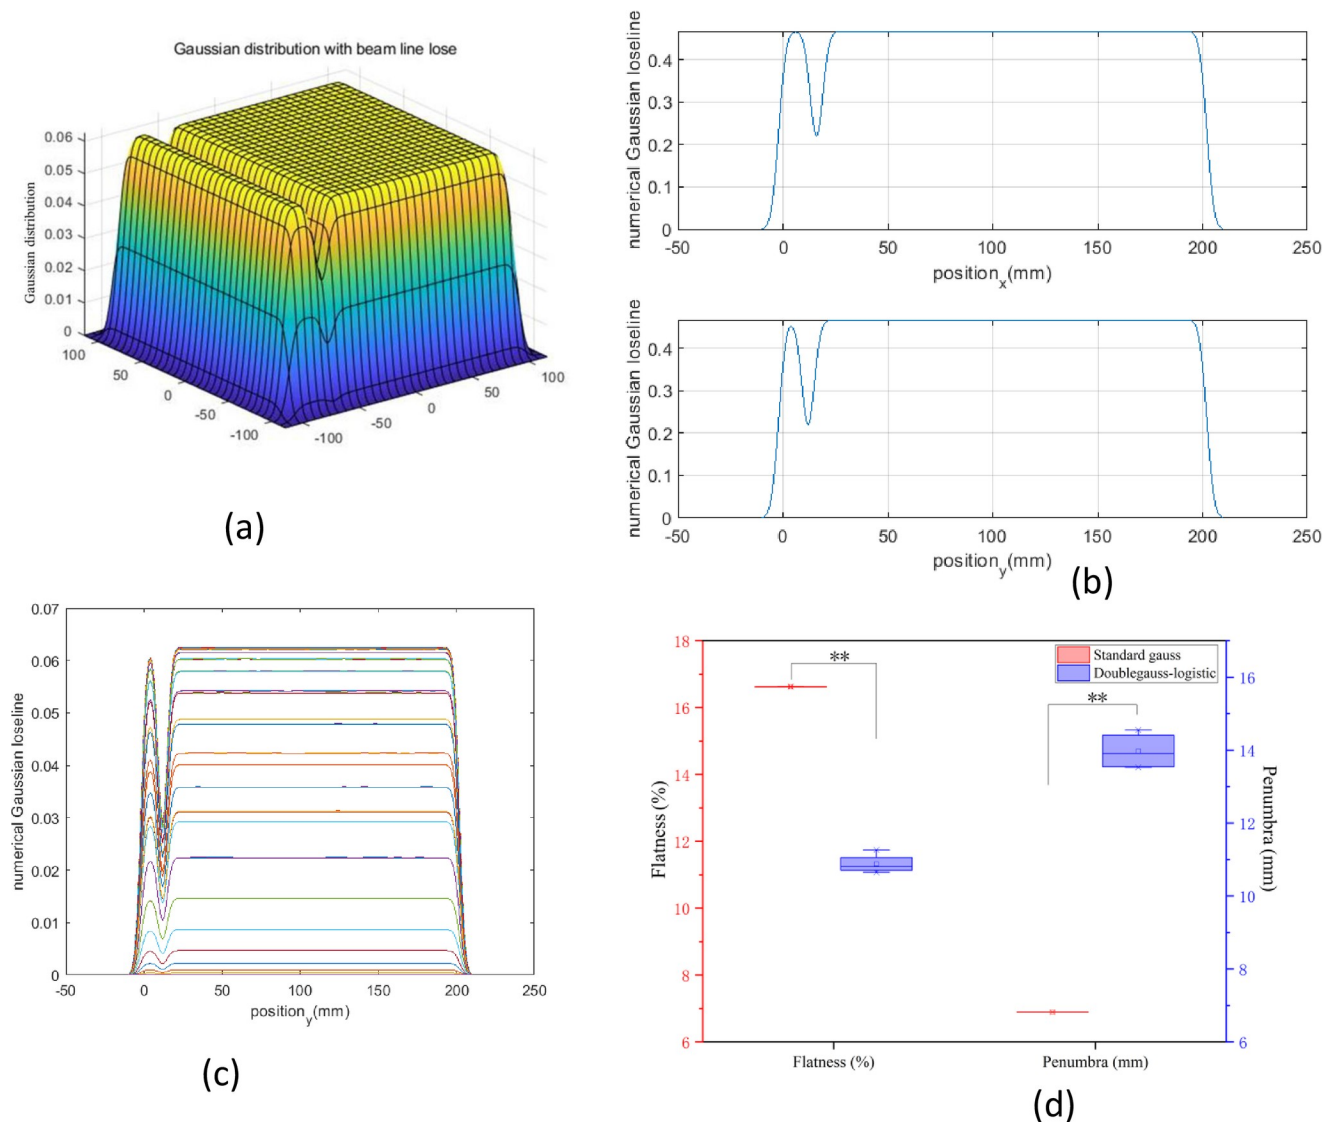 Gaussian distribution with beam line lose
Gaussian distribution
0.06
0.05
0.04
0.03
0.02
0.01
0
100
50
0
-50
-100
-100
-50
0
50
100
(a)
numerical Gaussian loseline
0.4
0.3
0.2
0.1
0
-50 0 50 100 150 200 250
position_x(mm)
numerical Gaussian loseline
0.4
0.3
0.2
0.1
0
-50 0 50 100 150 200 250
position_y(mm)
(b)
numerical Gaussian loseline
0.07
0.06
0.05
0.04
0.03
0.02
0.01
0
-50 0 50 100 150 200 250
position_y(mm)
(c)
Flatness (%)
18
16
14
12
10
8
6
**
**
Standard gauss
Doublegauss-logistic
16
14
12
10
8
6
Penumbra (mm)
Flatness (%) Penumbra (mm)
(d)